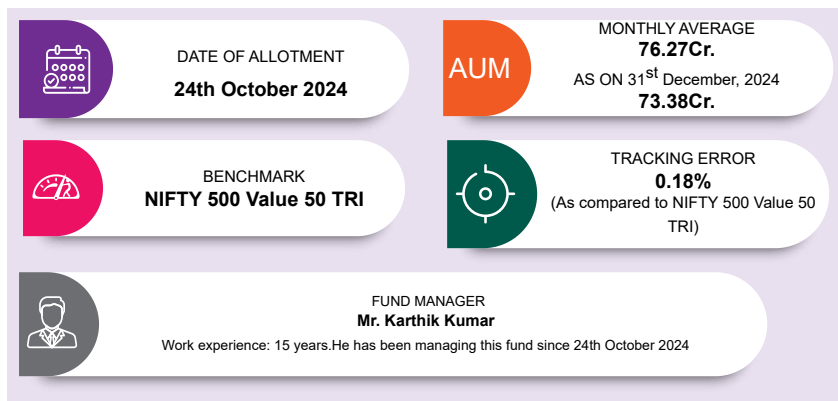 DATE OF ALLOTMENT
24th October 2024
AUM
MONTHLY AVERAGE
76.27Cr.
AS ON 31st December, 2024
73.38Cr.
BENCHMARK
NIFTY 500 Value 50 TRI
TRACKING ERROR
0.18%
(As compared to NIFTY 500 Value 50
TRI)
FUND MANAGER
Mr. Karthik Kumar
Work experience: 15 years.He has been managing this fund since 24th October 2024